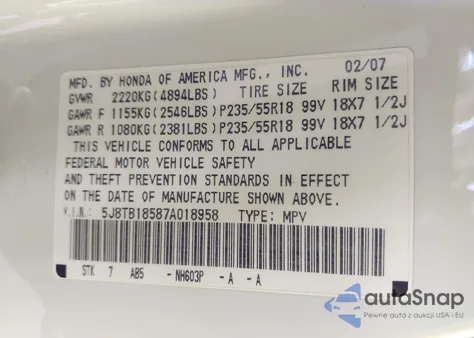 MFD. BY HONDA OF AMERICA MFG., INC. 02/07
GVWR 2220KG(4894LBS) TIRE SIZE RIM SIZE
GAWR F 1155KG(2546LBS)P235/55R18 99V 18X7 1/2J
GAWR R 1080KG(2381LBS)P235/55R18 99V 18X7 1/2J
THIS VEHICLE CONFORMS TO ALL APPLICABLE
FEDERAL MOTOR VEHICLE SAFETY
AND THEFT PREVENTION STANDARDS IN EFFECT
ON THE DATE OF MANUFACTURE SHOWN ABOVE.
V.I.N: 5J8TB18587A018958 TYPE: MPV
STK 7 AB5 -NH603P -A -A
autaSnap
Pewne auta z aukcji USA i EU